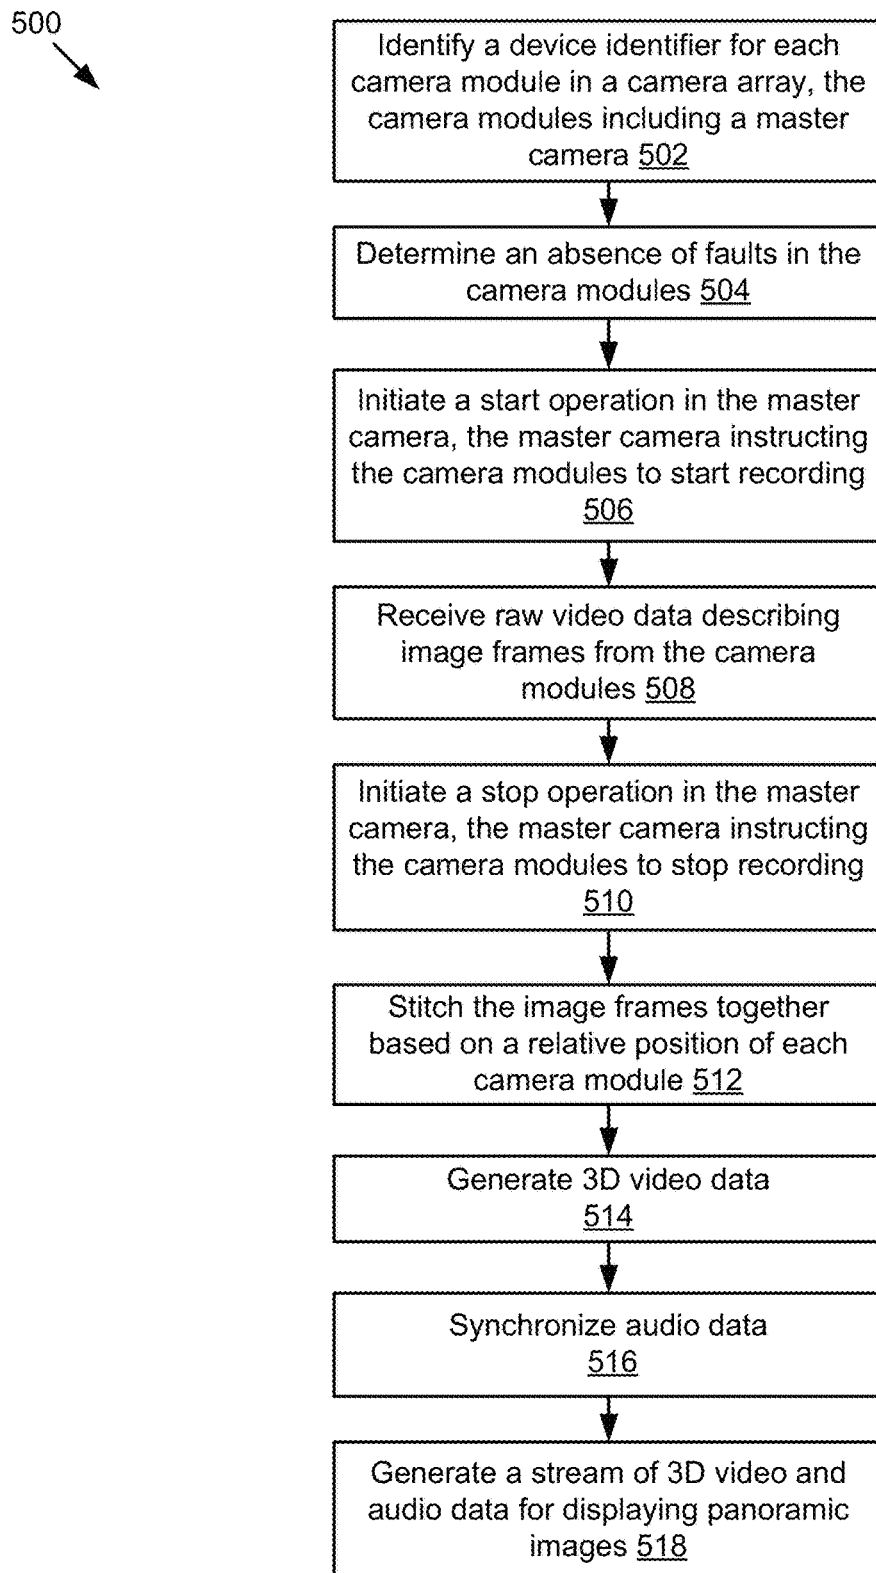 500
Identify a device identifier for each
camera module in a camera array, the
camera modules including a master
camera 502
Determine an absence of faults in the
camera modules 504
Initiate a start operation in the master
camera, the master camera instructing
the camera modules to start recording
506
Receive raw video data describing
image frames from the camera
modules 508
Initiate a stop operation in the master
camera, the master camera instructing
the camera modules to stop recording
510
Stitch the image frames together
based on a relative position of each
camera module 512
Generate 3D video data
514
Synchronize audio data
516
Generate a stream of 3D video and
audio data for displaying panoramic
images 518